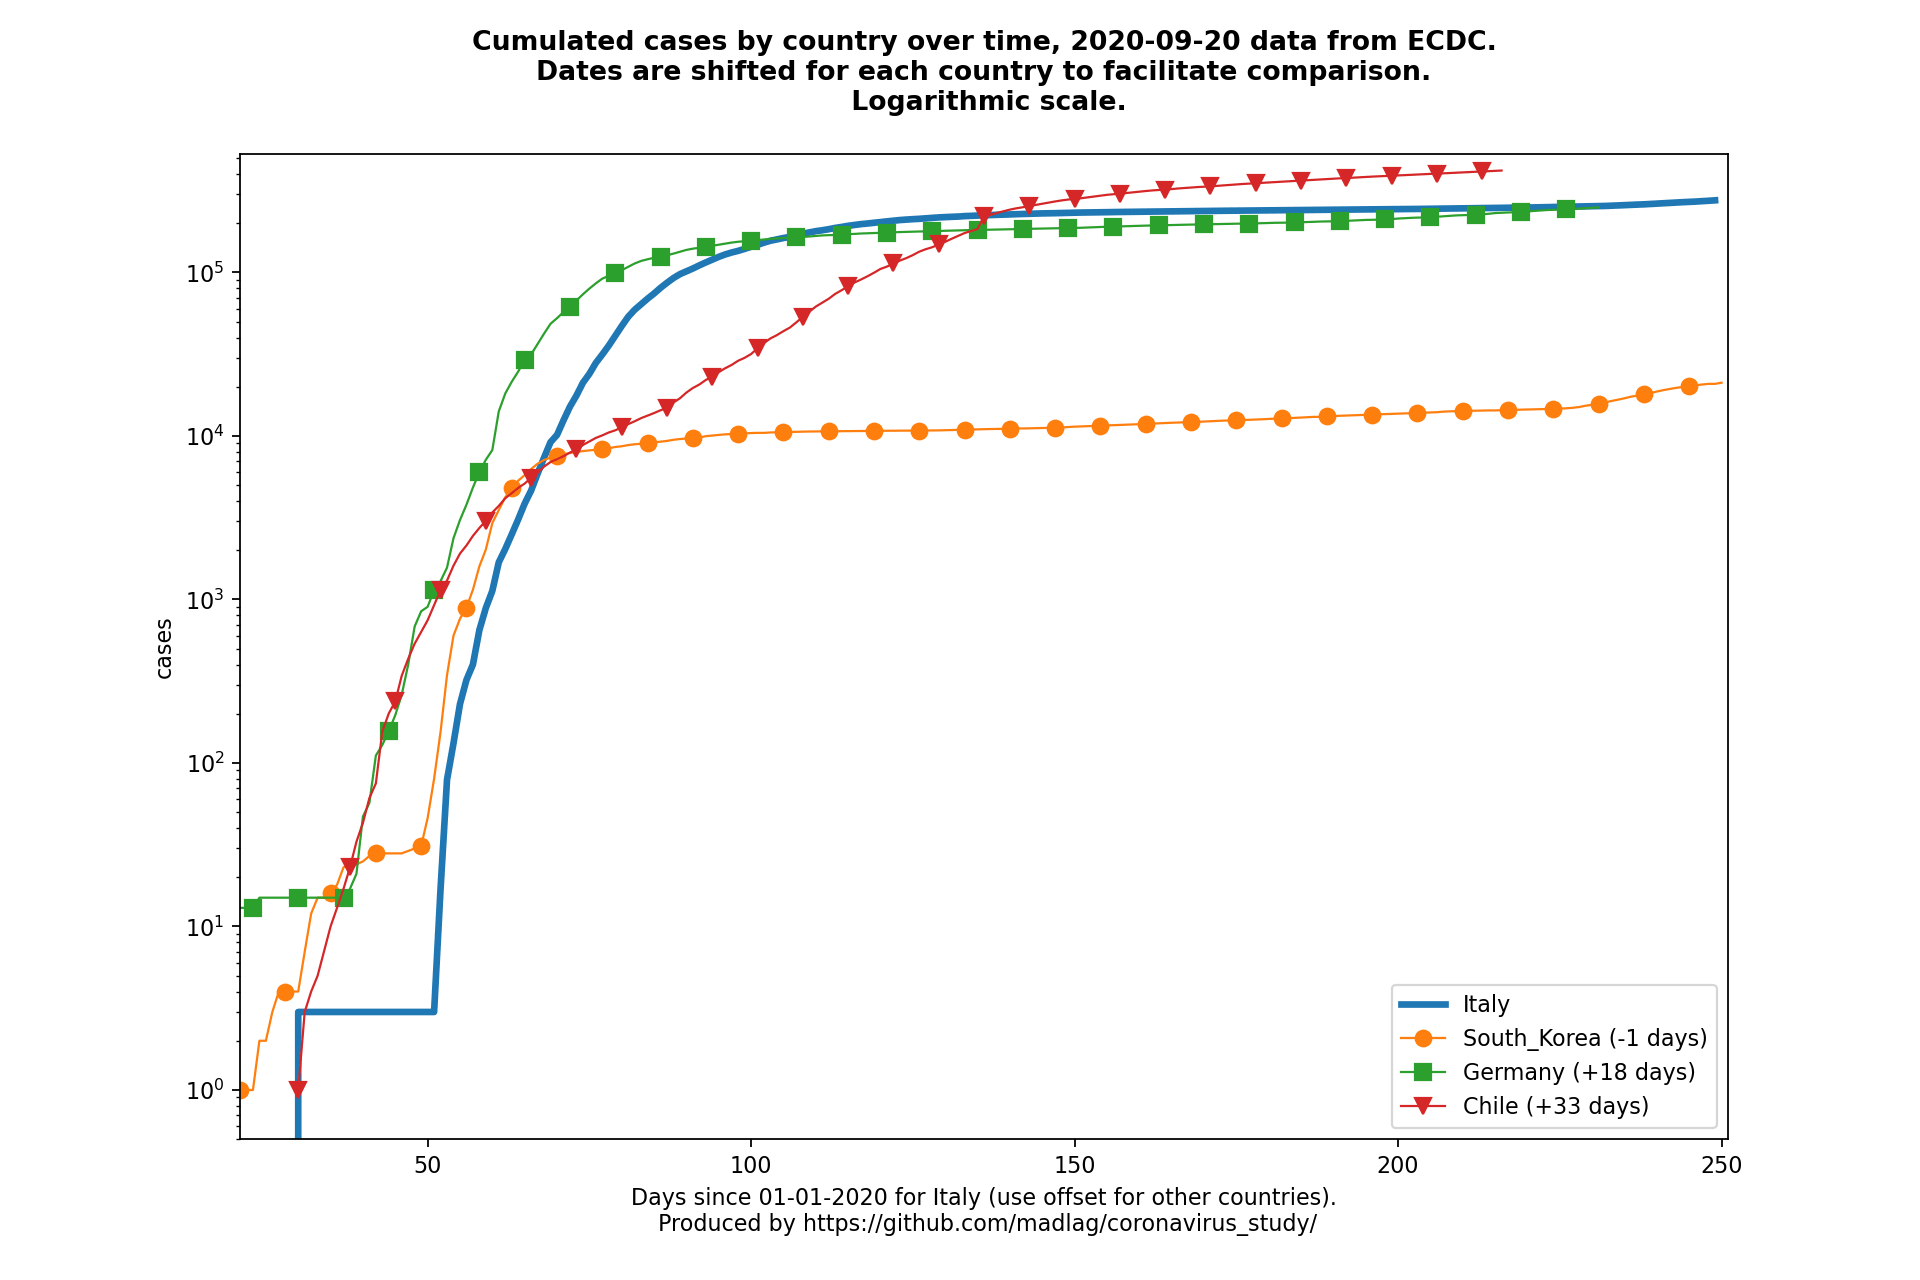 Cumulated cases by country over time, 2020-09-20 data from ECDC.
Dates are shifted for each country to facilitate comparison.
Logarithmic scale.
cases
10^5
10^4
10^3
10^2
10^1
10^0
50
100
150
200
250
Italy
South_Korea (-1 days)
Germany (+18 days)
Chile (+33 days)
Days since 01-01-2020 for Italy (use offset for other countries).
Produced by https://github.com/madlag/coronavirus_study/